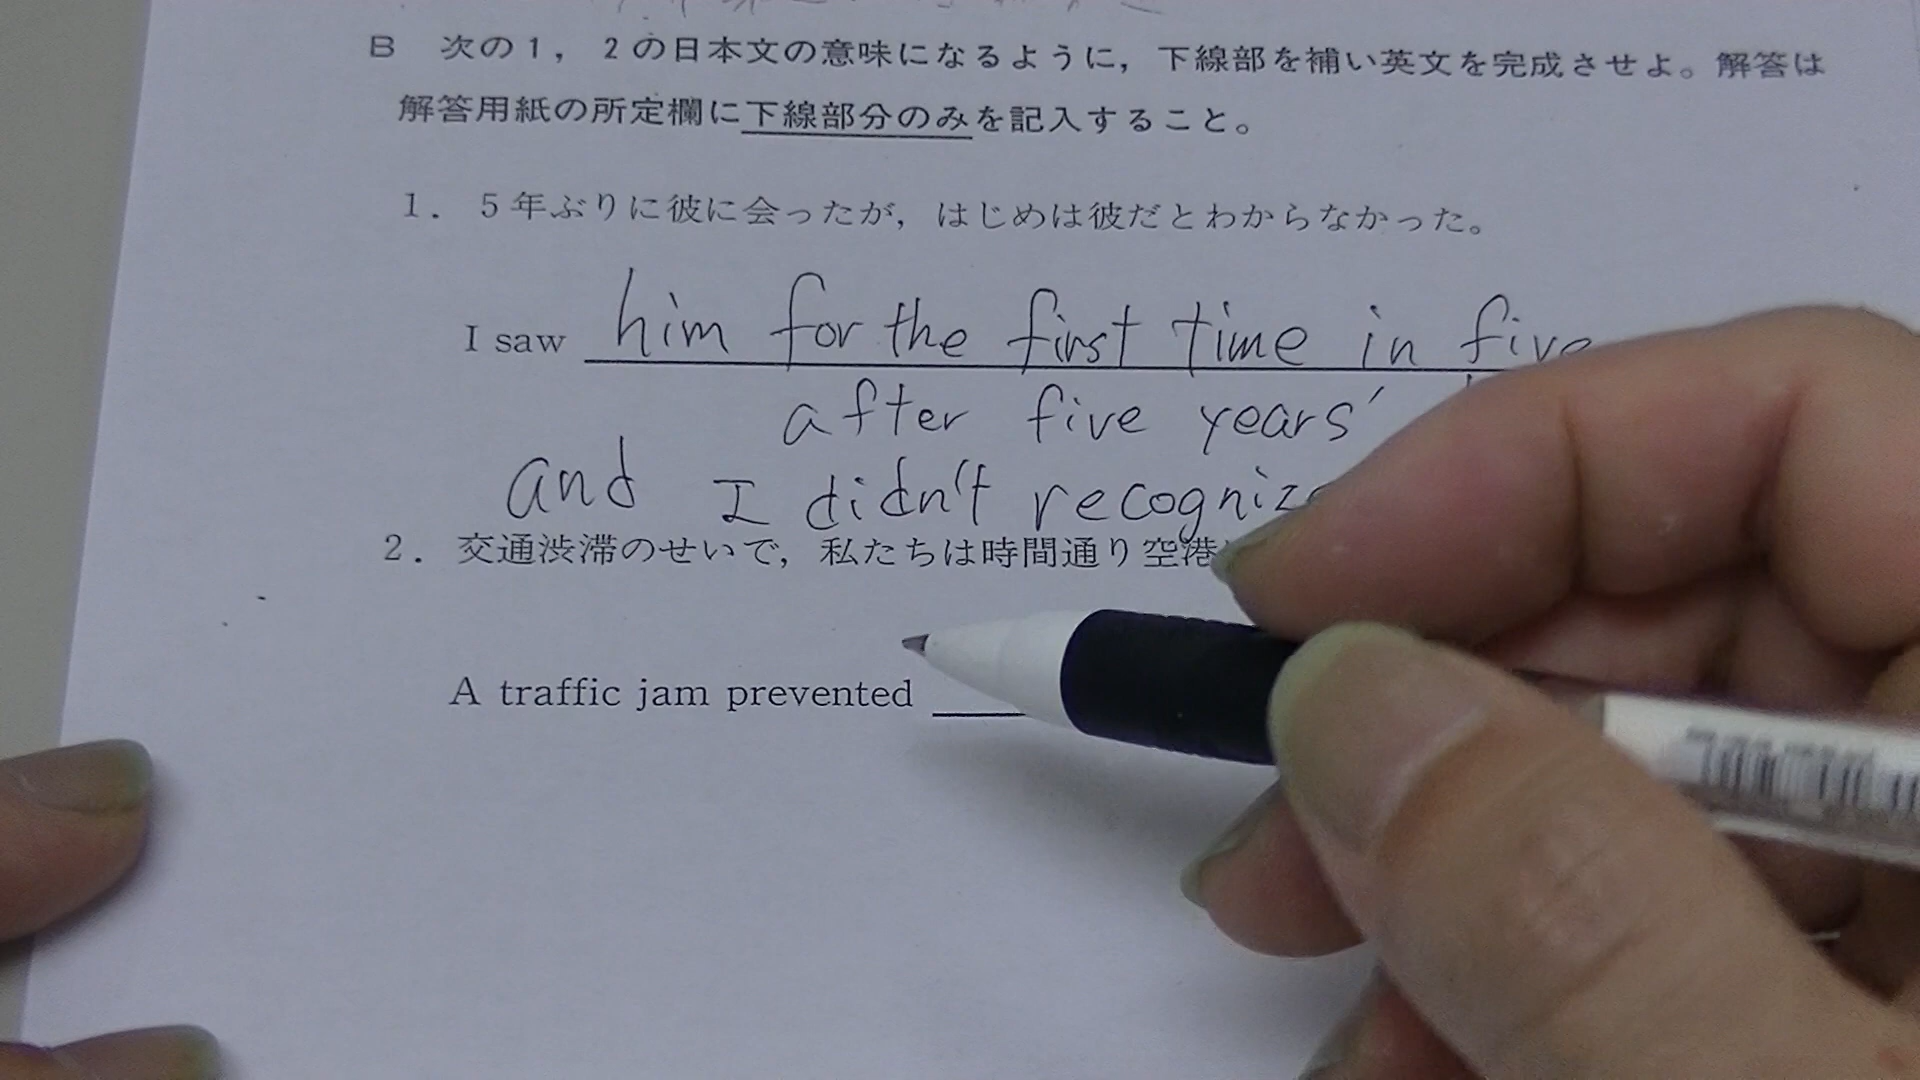 B 次の1, 2の日本文の意味になるように, 下線部を補い英文を完成させよ。解答は
解答用紙の所定欄に下線部分のみを記入すること。
1. 5年ぶりに彼に会ったが, はじめは彼だとわからなかった。
I saw him for the first time in five
after five years'
and I didn't recognize
2. 交通渋滞のせいで, 私たちは時間通り空港
A traffic jam prevented